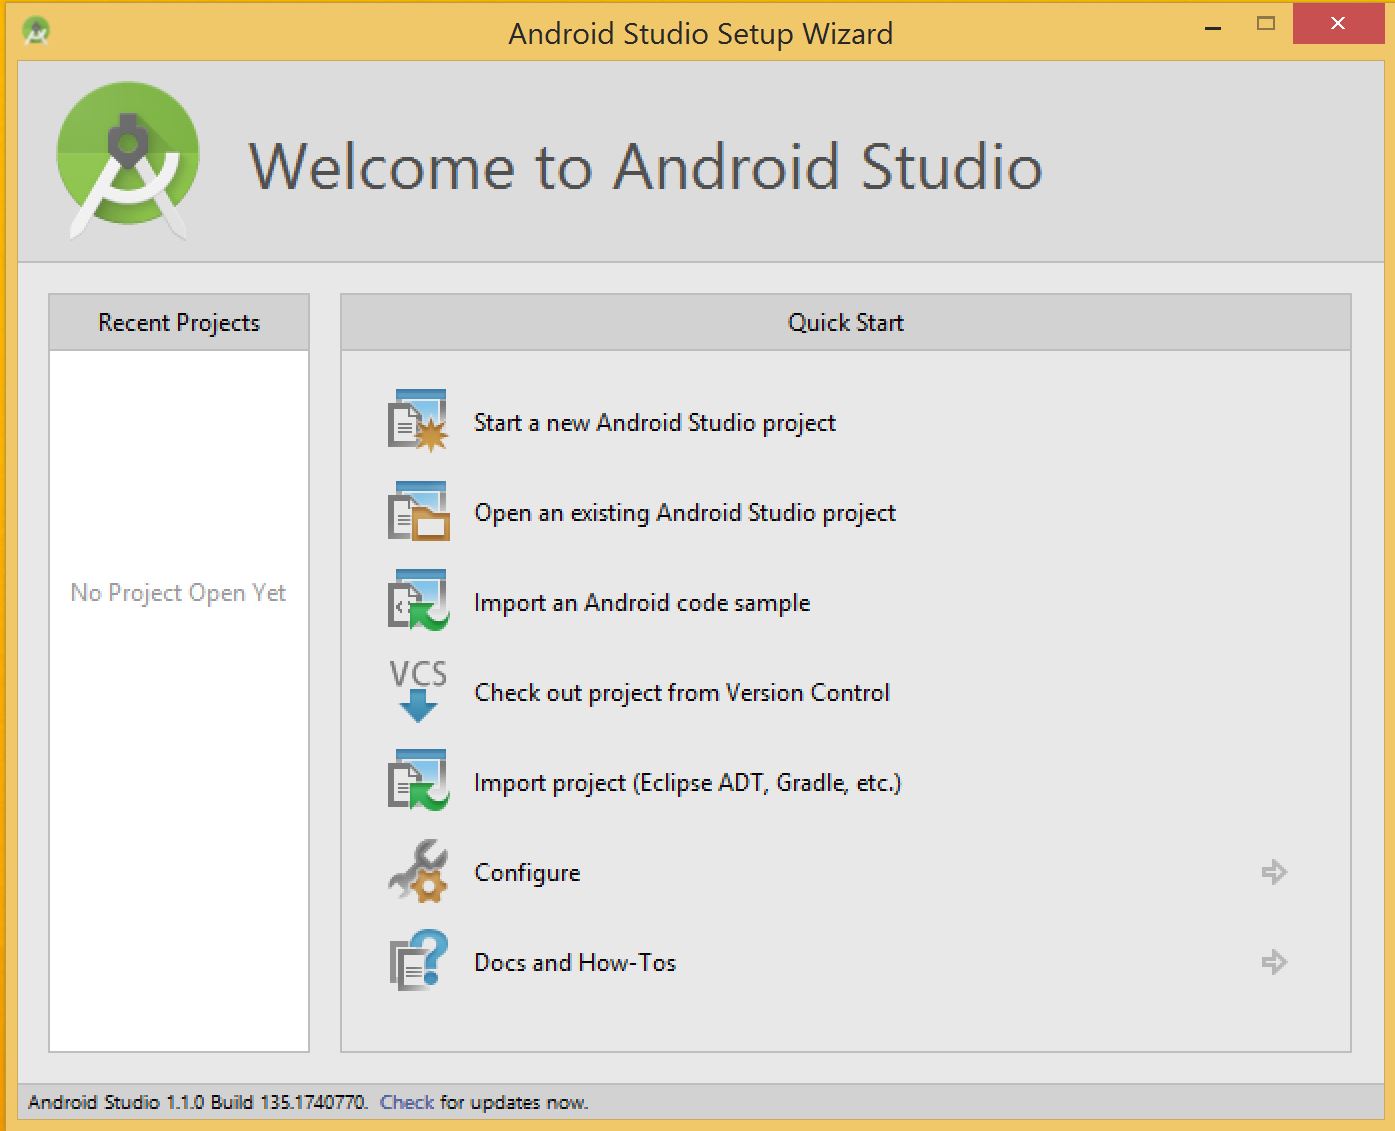 Android Studio Setup Wizard
Welcome to Android Studio
Recent Projects
No Project Open Yet
Quick Start
Start a new Android Studio project
Open an existing Android Studio project
Import an Android code sample
VCS
Check out project from Version Control
Import project (Eclipse ADT, Gradle, etc.)
Configure
Docs and How-Tos
Android Studio 1.1.0 Build 135.1740770. Check for updates now.